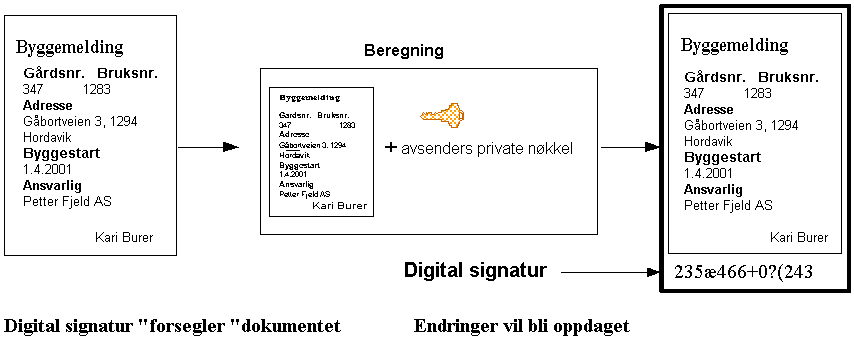 Byggemelding
Gårdsnr. Bruksnr.
347 1283
Adresse
Gåbortveien 3, 1294
Hordavik
Byggestart
1.4.2001
Ansvarlig
Petter Fjeld AS
Kari Burer
Beregning
Byggemelding
Gardsnr. Bruksnr.
347 1283
Adresse
Gåbortveien 3. 1294
Hordavik
Byggestart
1.4.2001
Ansvarlig
Petter Fjeld AS
Kari Burer
+ avsenders private nøkkel
Byggemelding
Gårdsnr. Bruksnr.
347 1283
Adresse
Gåbortveien 3, 1294
Hordavik
Byggestart
1.4.2001
Ansvarlig
Petter Fjeld AS
Kari Burer
Digital signatur
235æ466+0?(243
Digital signatur "forsegler "dokumentet
Endringer vil bli oppdaget